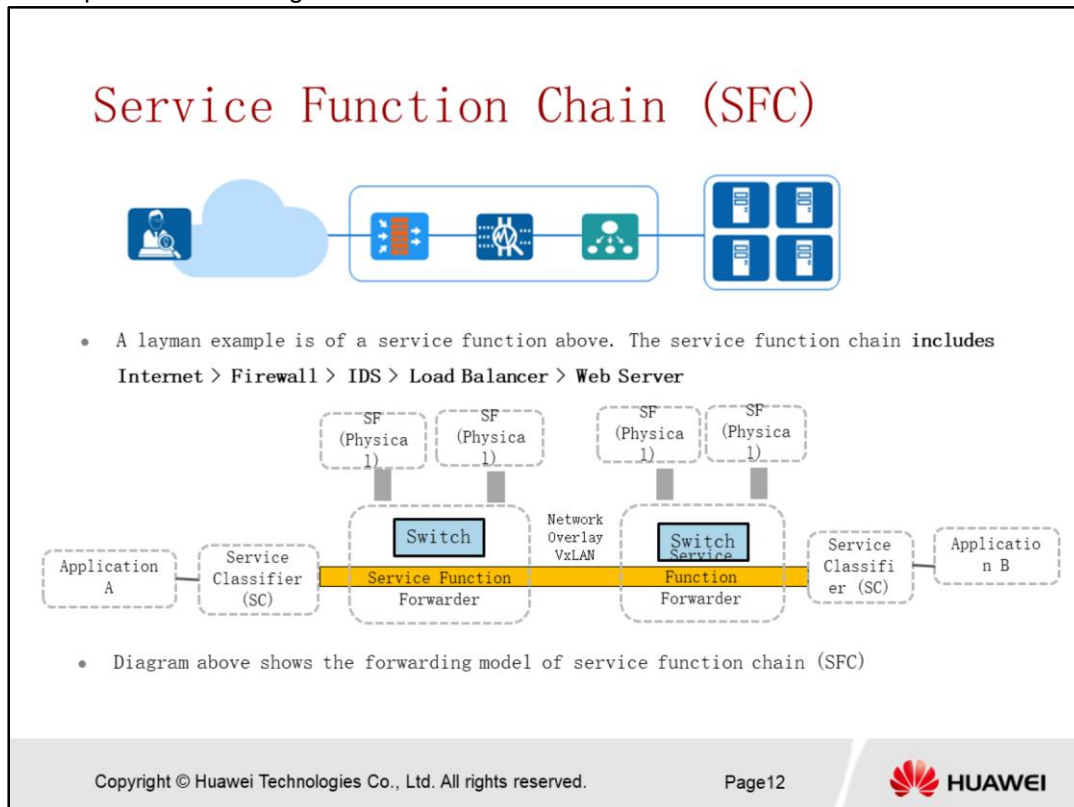 Service Function Chain (SFC)
• A layman example is of a service function above. The service function chain includes
Internet > Firewall > IDS > Load Balancer > Web Server
SF
(Physica
l)
SF
(Physica
l)
SF
(Physica
l)
SF
(Physica
l)
Application
A
Service
Classifier
(SC)
Switch
Service Function
Forwarder
Network
Overlay
VxLAN
Switch
Service
Function
Forwarder
Service
Classifi
er (SC)
Applicatio
n B
• Diagram above shows the forwarding model of service function chain (SFC)
Copyright © Huawei Technologies Co., Ltd. All rights reserved.
Page12
HUAWEI